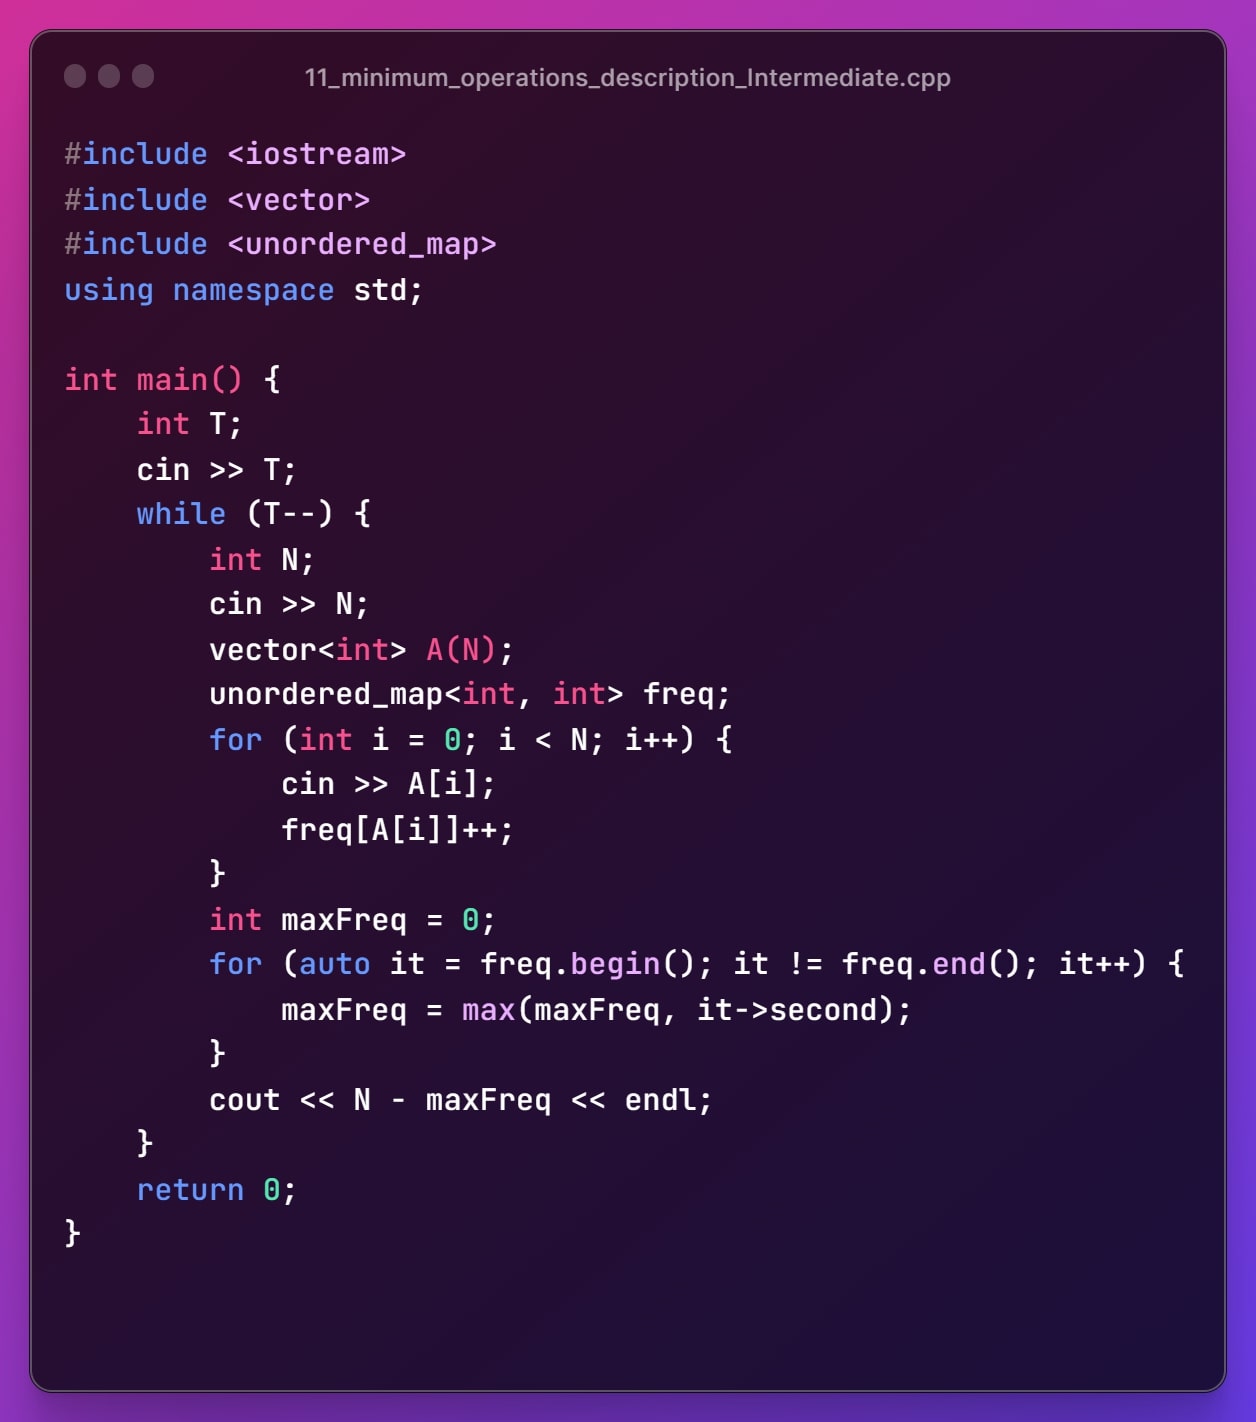 11_minimum_operations_description_Intermediate.cpp
#include <iostream>
#include <vector>
#include <unordered_map>
using namespace std;

int main() {
    int T;
    cin >> T;
    while (T--) {
        int N;
        cin >> N;
        vector<int> A(N);
        unordered_map<int, int> freq;
        for (int i = 0; i < N; i++) {
            cin >> A[i];
            freq[A[i]]++;
        }
        int maxFreq = 0;
        for (auto it = freq.begin(); it != freq.end(); it++) {
            maxFreq = max(maxFreq, it->second);
        }
        cout << N - maxFreq << endl;
    }
    return 0;
}